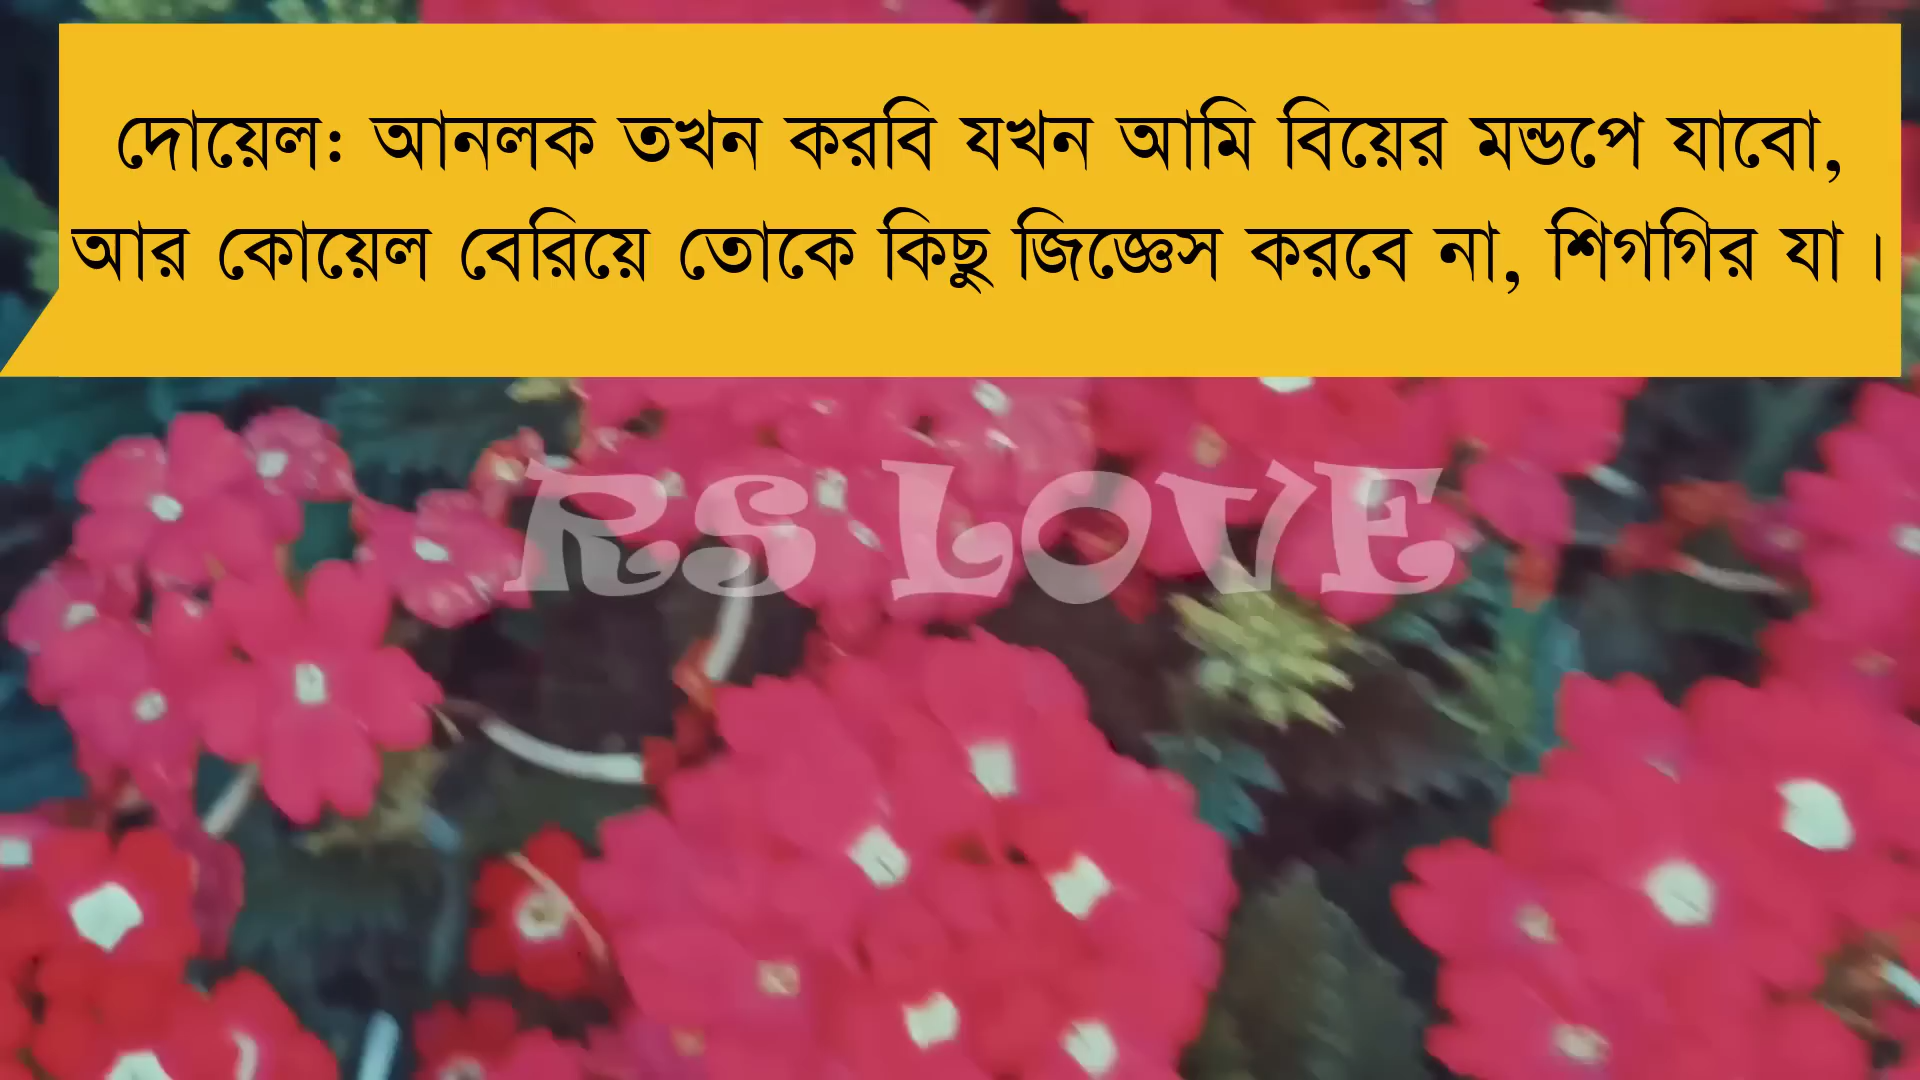 দোয়েল: আনলক তখন করবি যখন আমি বিয়ের মন্ডপে যাবো,
আর কোয়েল বেরিয়ে তোকে কিছু জিজ্ঞেস করবে না, শিগগির যা।
RS LOVE